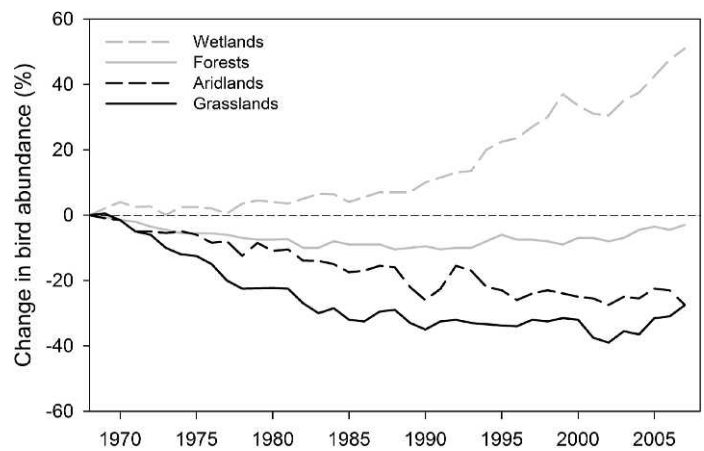 Change in bird abundance (%)
60
40
20
0
-20
-40
-60
Wetlands
Forests
Aridlands
Grasslands
1970 1975 1980 1985 1990 1995 2000 2005